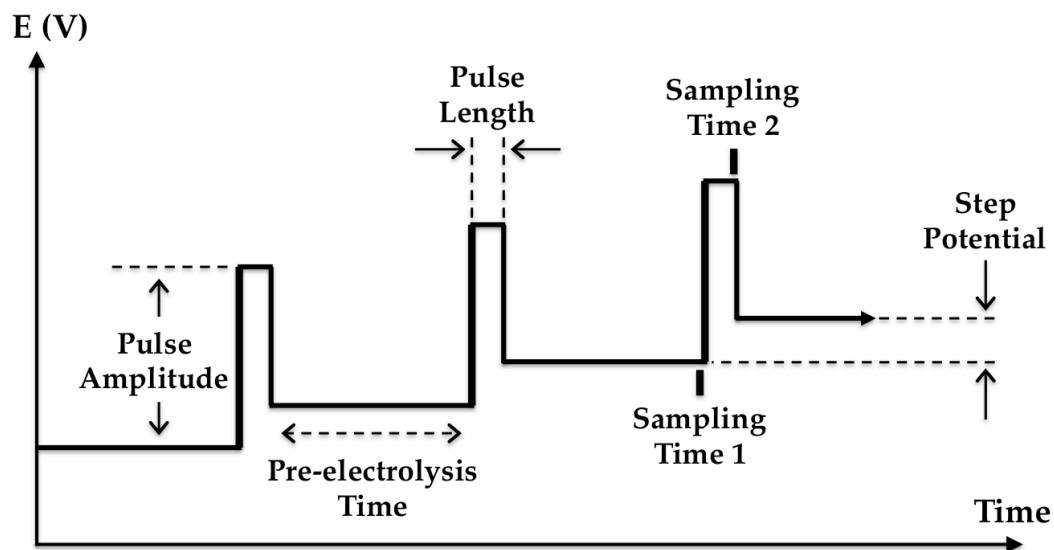 E (V)
Pulse
Length
Sampling
Time 2
Step
Potential
Pulse
Amplitude
Sampling
Time 1
Pre-electrolysis
Time
Time